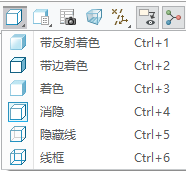 带反射着色 Ctrl+1
带边着色 Ctrl+2
着色 Ctrl+3
消隐 Ctrl+4
隐藏线 Ctrl+5
线框 Ctrl+6